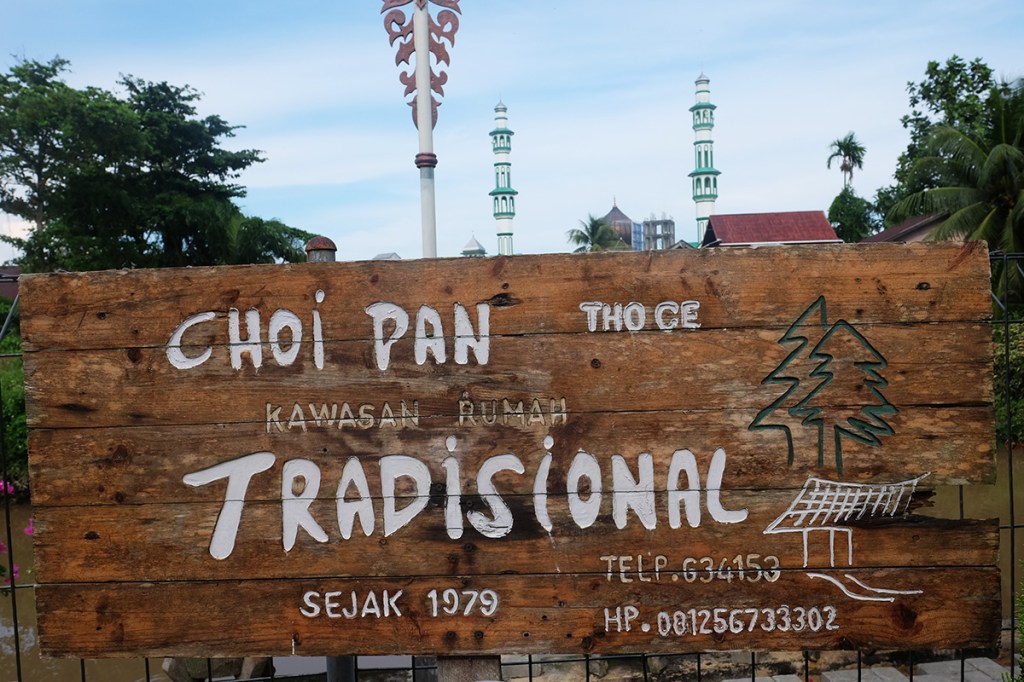 CHOi PAN THOGE
KAWASAN RUMAH
TRADiSiONAL
TELP. 634153
SEJAK 1979
HP. 081256733302